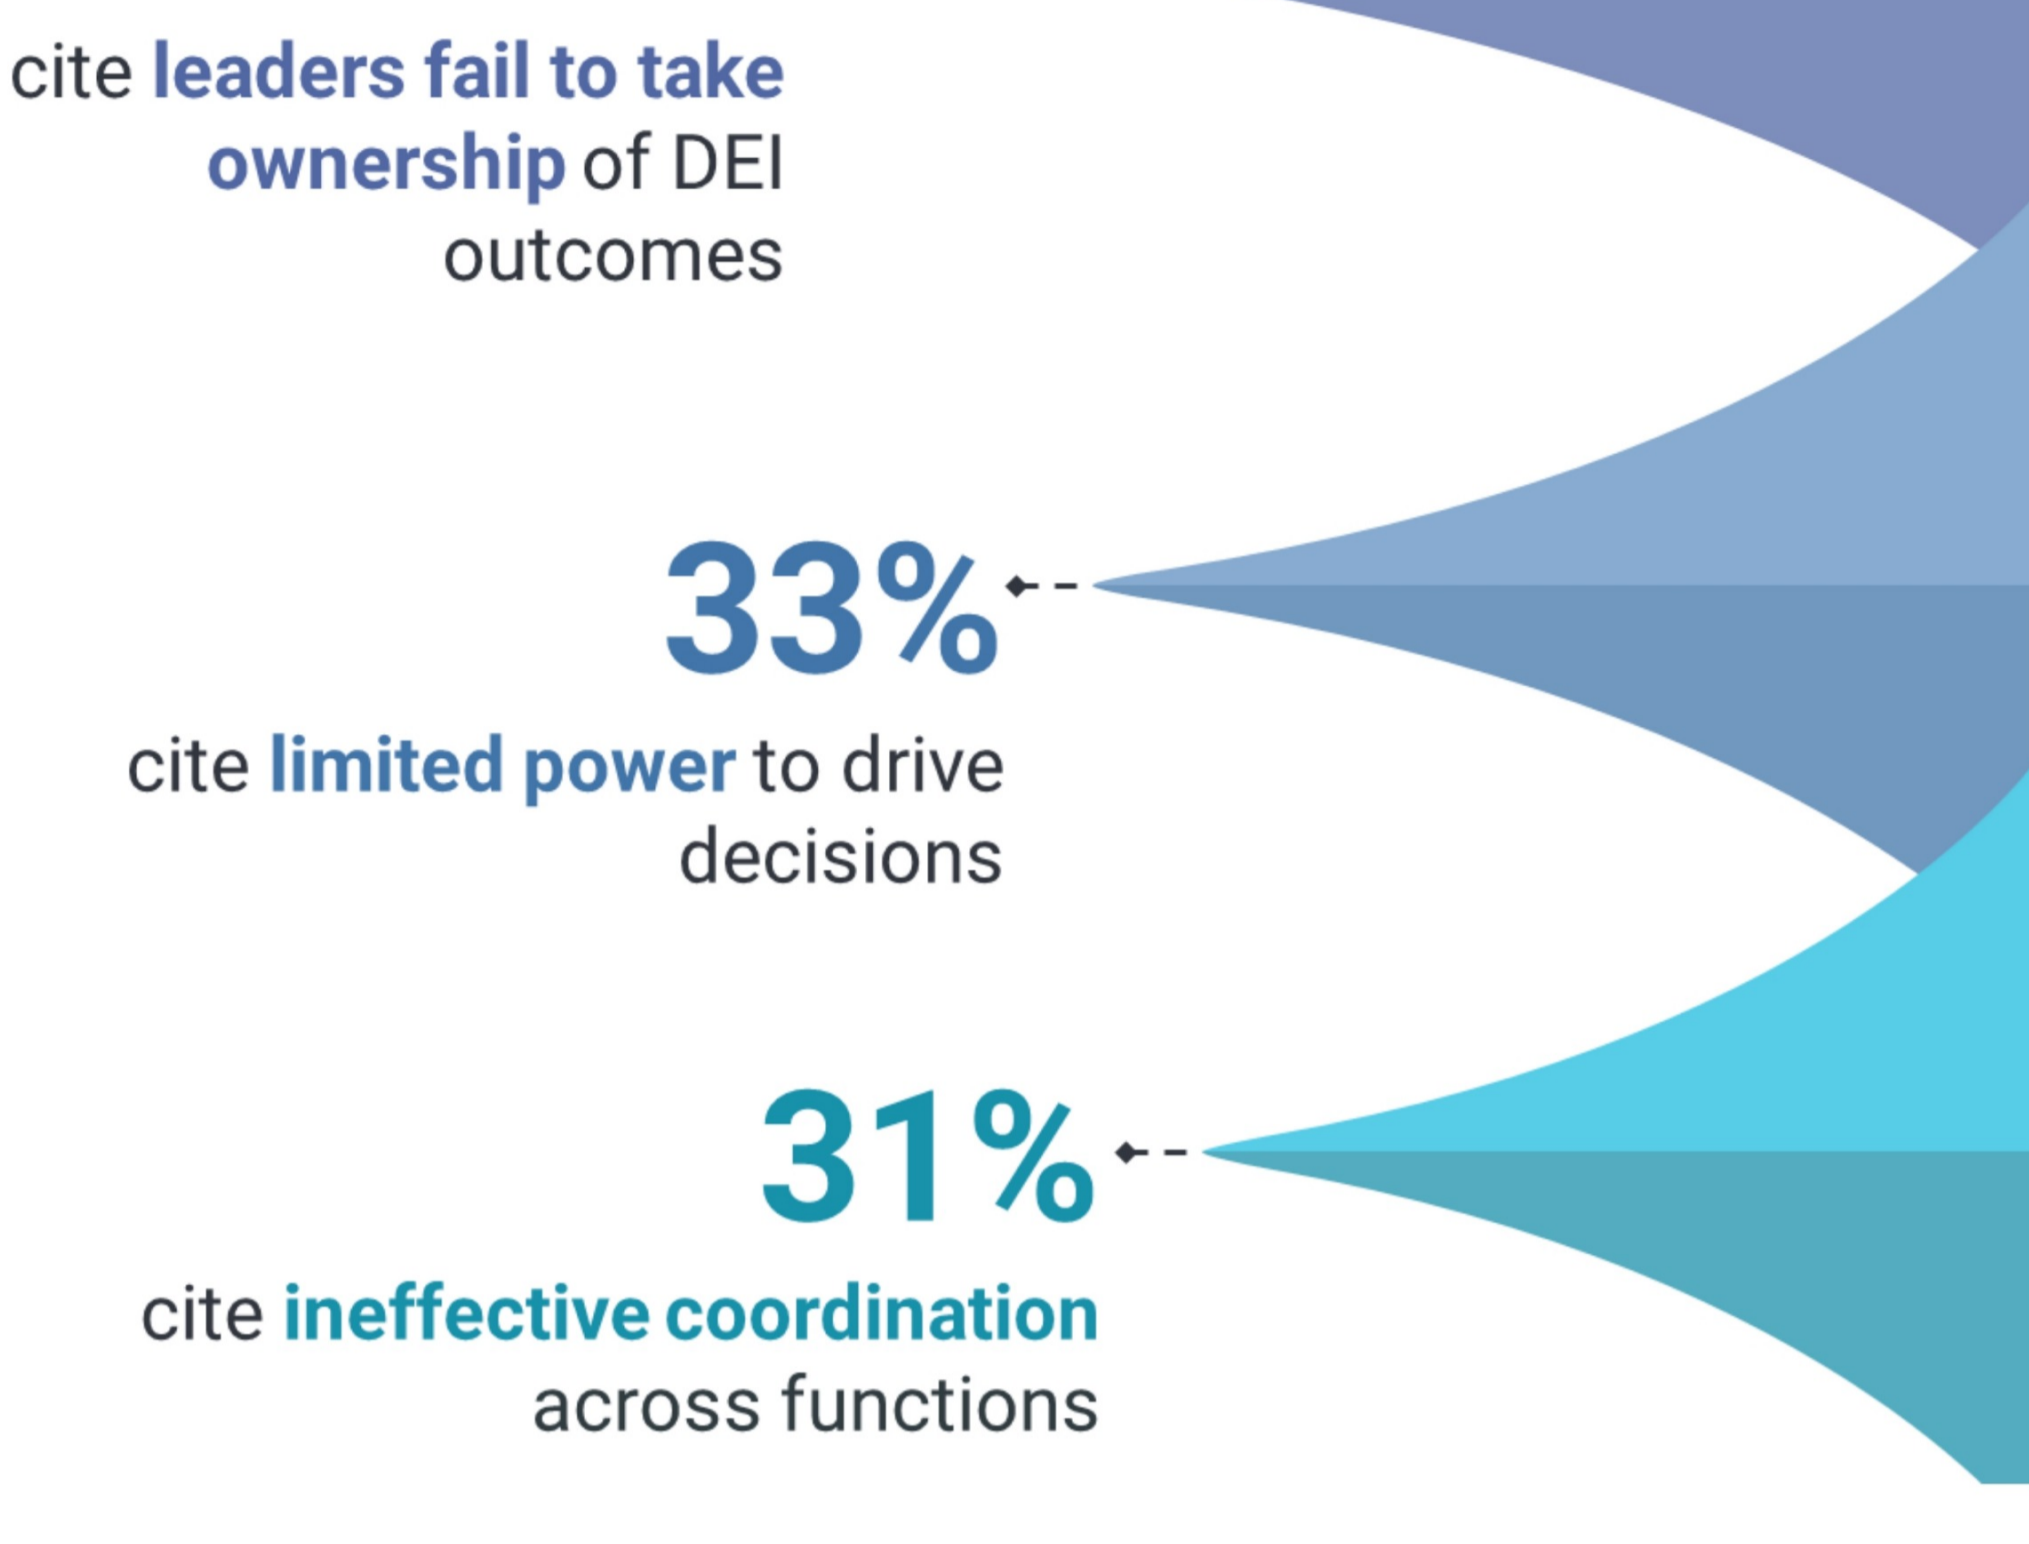 cite leaders fail to take
ownership of DEI
outcomes
33%
cite limited power to drive
decisions
31%
cite ineffective coordination
across functions